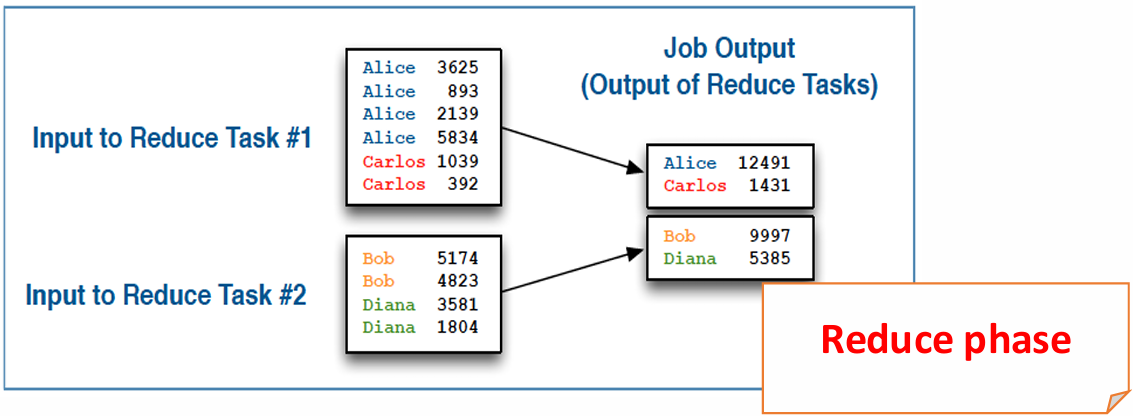 Job Output
(Output of Reduce Tasks)
Input to Reduce Task #1
Alice 3625
Alice 893
Alice 2139
Alice 5834
Carlos 1039
Carlos 392
Alice 12491
Carlos 1431
Input to Reduce Task #2
Bob 5174
Bob 4823
Diana 3581
Diana 1804
Bob 9997
Diana 5385
Reduce phase